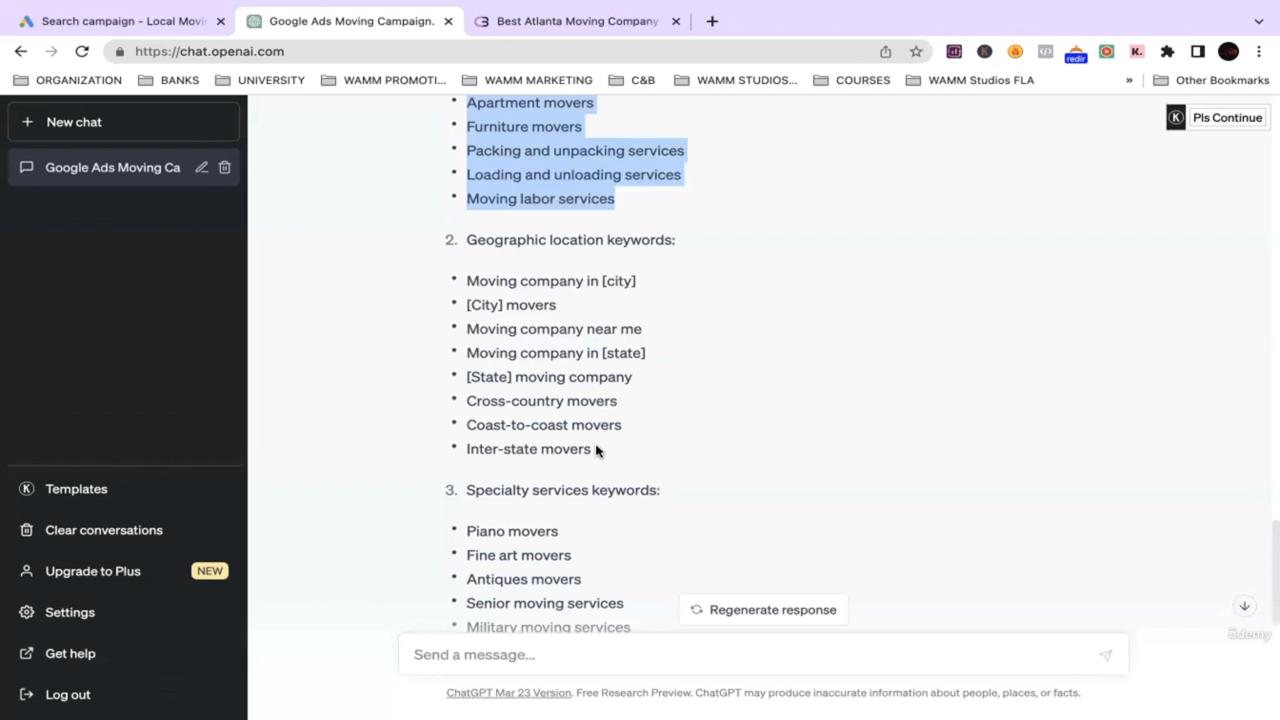 Search campaign - Local Movi
Google Ads Moving Campaign.
Best Atlanta Moving Company
https://chat.openai.com
redir
K.
ORGANIZATION
BANKS
UNIVERSITY
WAMM PROMOTI...
WAMM MARKETING
C&B
WAMM STUDIOS...
COURSES
WAMM Studios FLA
»
Other Bookmarks
New chat
Google Ads Moving Ca
Templates
Clear conversations
Upgrade to Plus NEW
Settings
Get help
Log out
K Pls Continue
• Apartment movers
• Furniture movers
• Packing and unpacking services
• Loading and unloading services
• Moving labor services
2. Geographic location keywords:
• Moving company in [city]
• [City] movers
• Moving company near me
• Moving company in [state]
• [State] moving company
• Cross-country movers
• Coast-to-coast movers
• Inter-state movers
3. Specialty services keywords:
• Piano movers
• Fine art movers
• Antiques movers
• Senior moving services
• Military moving services
Regenerate response
Send a message...
ChatGPT Mar 23 Version. Free Research Preview. ChatGPT may produce inaccurate information about people, places, or facts.
ûdemy